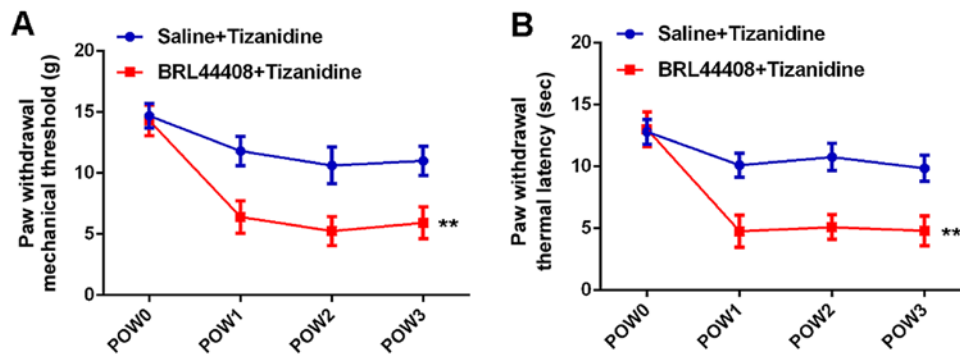 A
Saline+Tizanidine
BRL44408+Tizanidine
Paw withdrawal
mechanical threshold (g)
20
15
10
5
0
**
POW0
POW1
POW2
POW3
B
Saline+Tizanidine
BRL44408+Tizanidine
Paw withdrawal
thermal latency (sec)
20
15
10
5
0
**
POW0
POW1
POW2
POW3